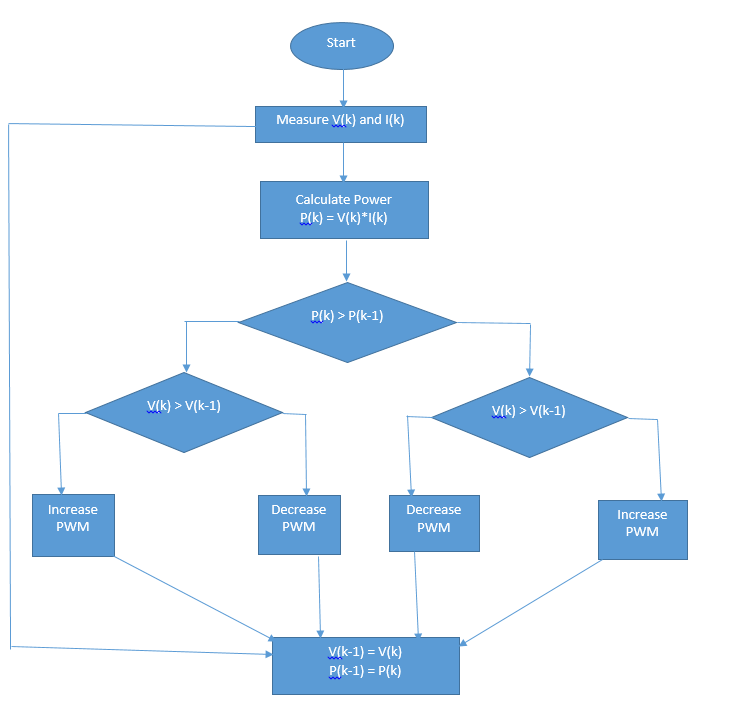 Start
Measure V(k) and I(k)
Calculate Power
P(k) = V(k)*I(k)
P(k) > P(k-1)
V(k) > V(k-1)
V(k) > V(k-1)
Increase
PWM
Decrease
PWM
Decrease
PWM
Increase
PWM
V(k-1) = V(k)
P(k-1) = P(k)